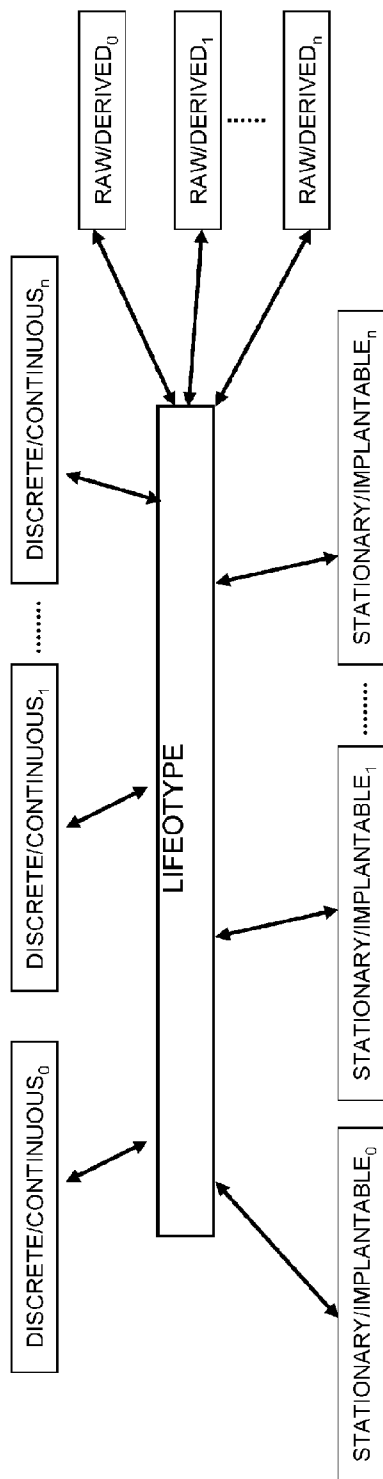 DISCRETE/CONTINUOUS₀
DISCRETE/CONTINUOUS₁
........
DISCRETE/CONTINUOUSₙ
LIFEOTYPE
RAW/DERIVED₀
RAW/DERIVED₁
......
RAW/DERIVEDₙ
STATIONARY/IMPLANTABLE₀
STATIONARY/IMPLANTABLE₁
........
STATIONARY/IMPLANTABLEₙ